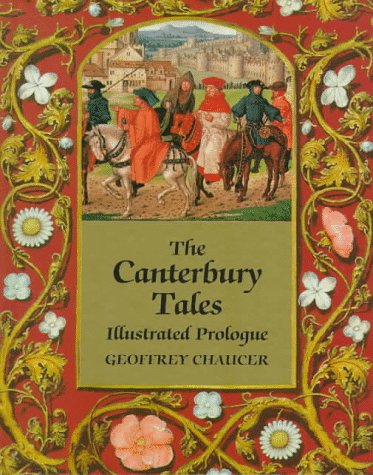 The
Canterbury
Tales
Illustrated Prologue
GEOFFREY CHAUCER